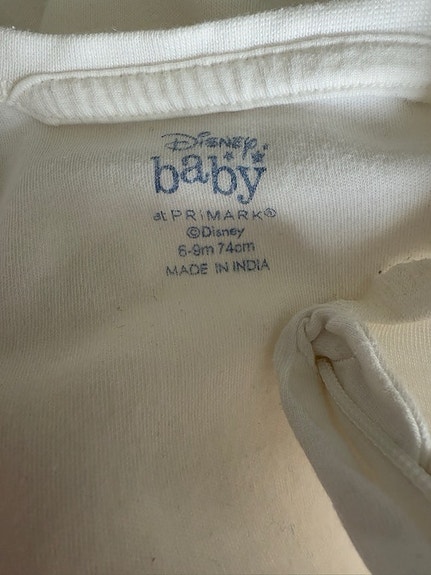 Disney
baby
at PRIMARK®
©Disney
6-9m 74cm
MADE IN INDIA